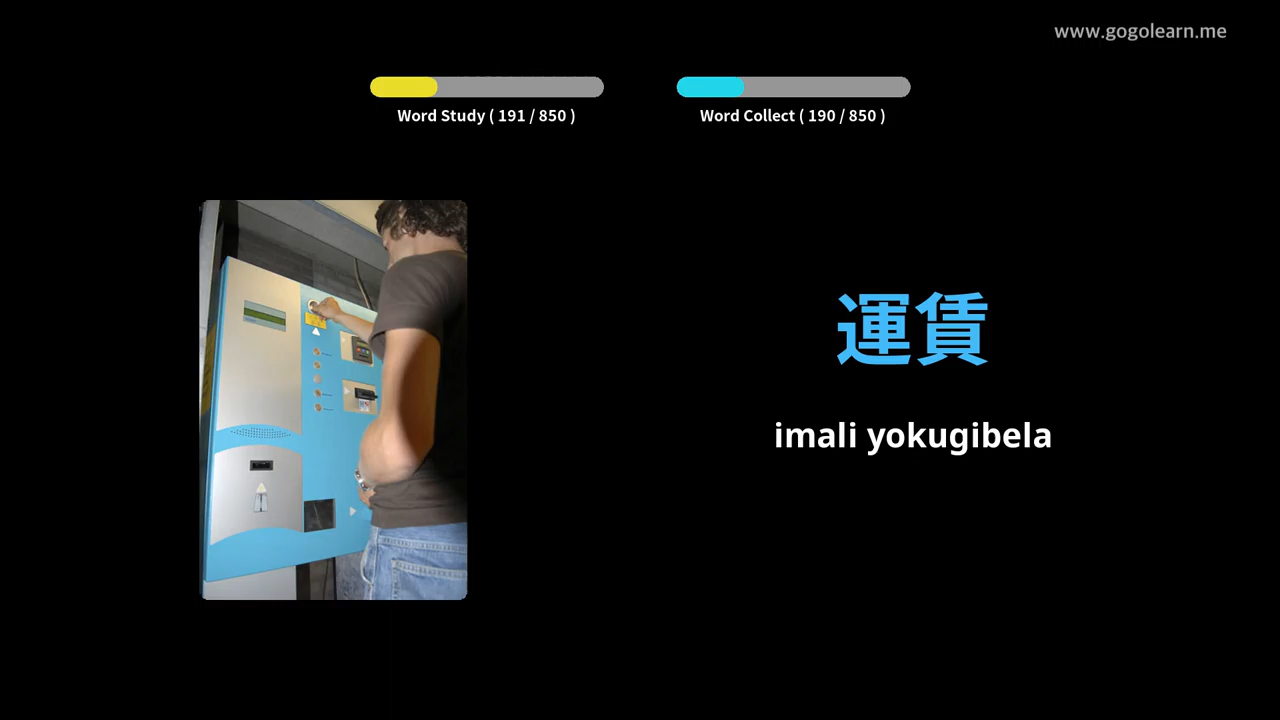 www.gogolearn.me
Word Study ( 191 / 850 )
Word Collect ( 190 / 850 )
運賃
imali yokugibela